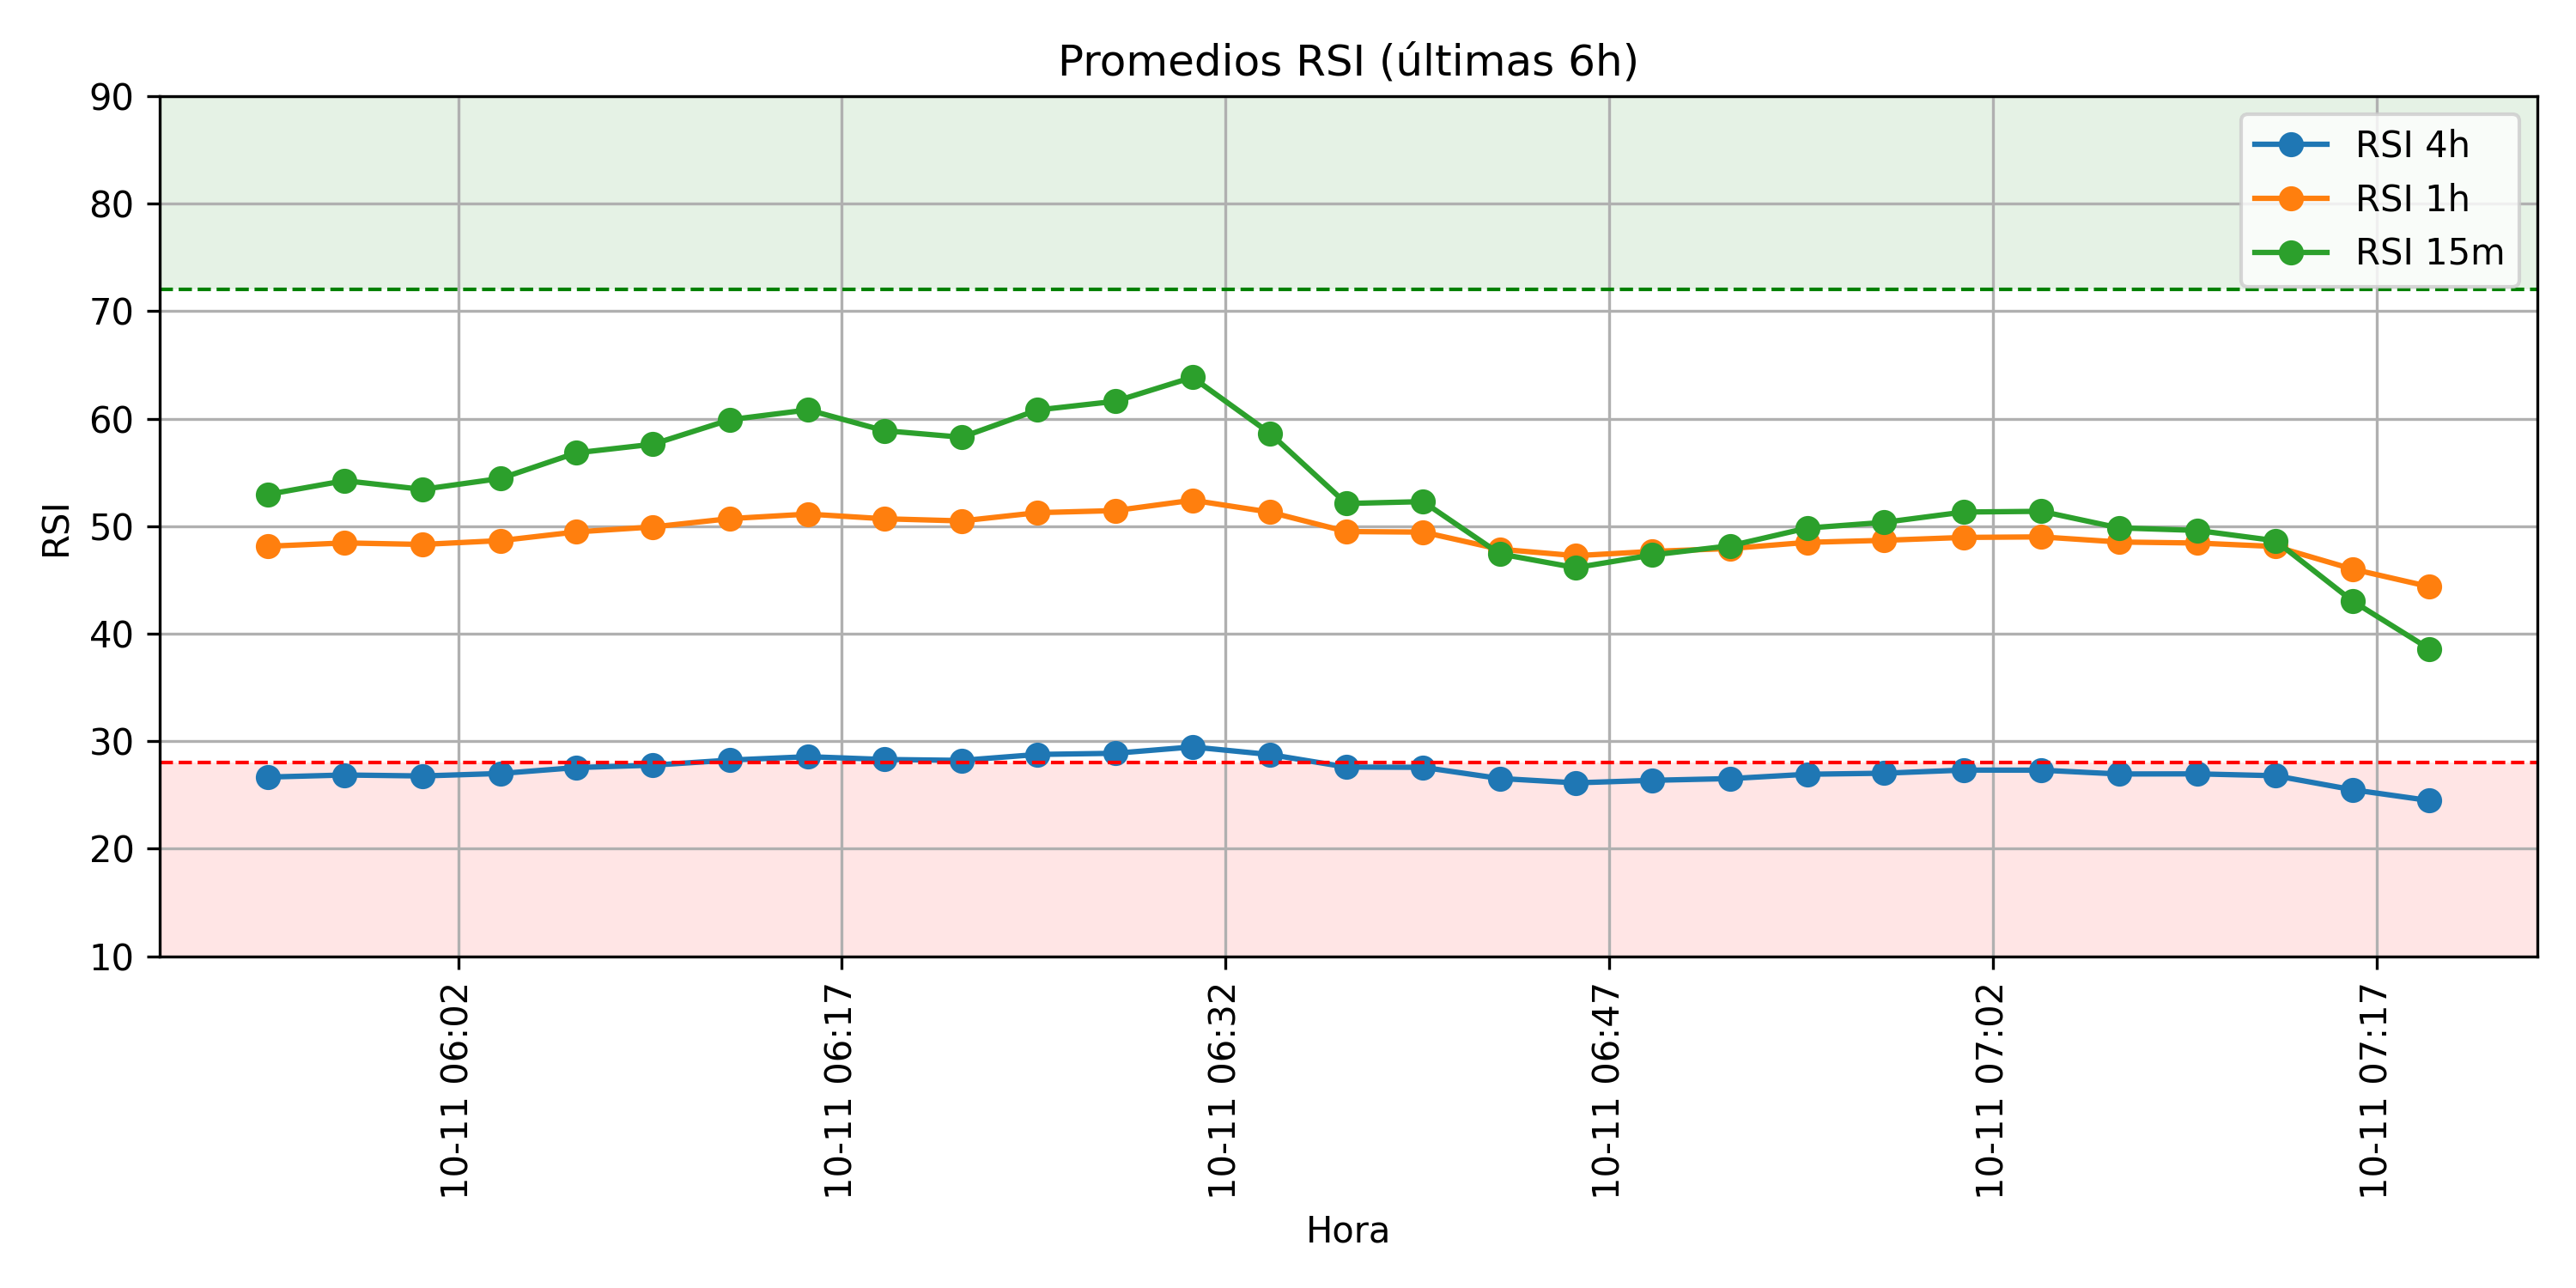 Promedios RSI (últimas 6h)
RSI 4h
RSI 1h
RSI 15m
RSI
90
80
70
60
50
40
30
20
10
10-11 06:02
10-11 06:17
10-11 06:32
10-11 06:47
10-11 07:02
10-11 07:17
Hora